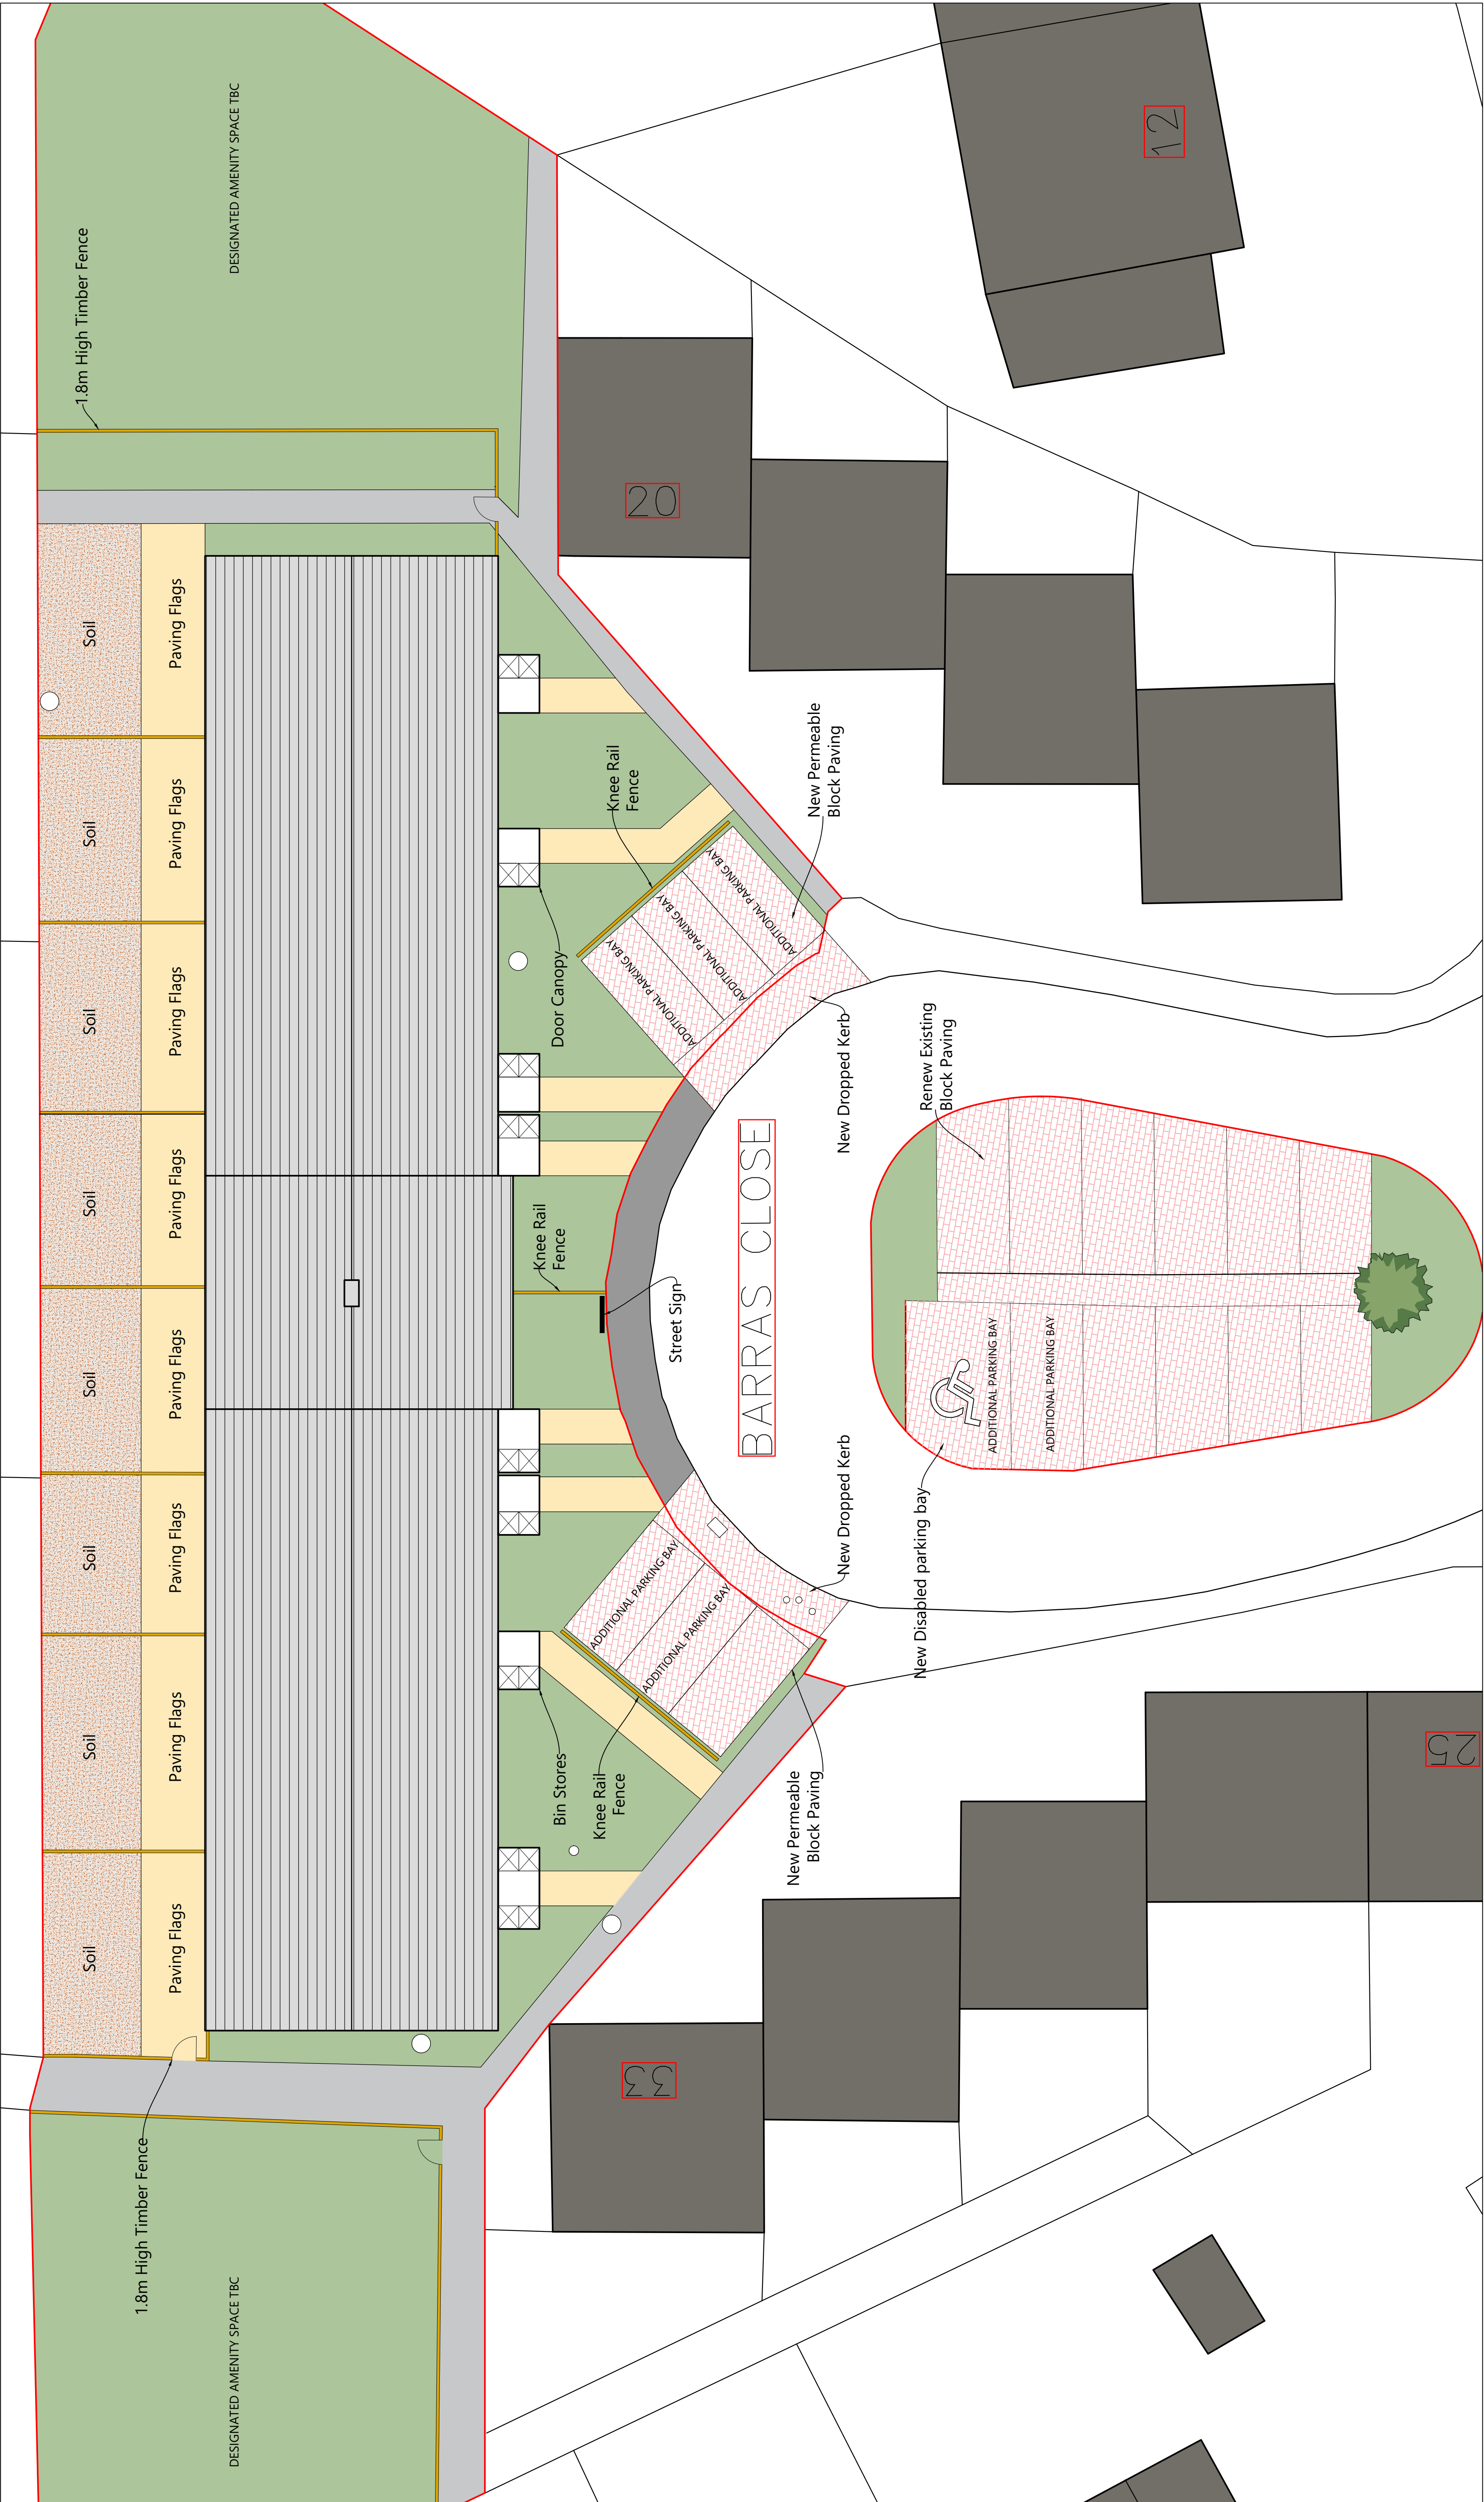 DESIGNATED AMENITY SPACE TBC
1.8m High Timber Fence
12
20
Soil
Paving Flags
Soil
Paving Flags
Soil
Paving Flags
Soil
Paving Flags
Soil
Paving Flags
Soil
Paving Flags
Soil
Paving Flags
Soil
Paving Flags
Knee Rail
Fence
New Permeable
Block Paving
ADDITIONAL PARKING BAY
ADDITIONAL PARKING BAY
ADDITIONAL PARKING BAY
Door Canopy
New Dropped Kerb
Renew Existing
Block Paving
BARRAS CLOSE
Knee Rail
Fence
Street Sign
ADDITIONAL PARKING BAY
ADDITIONAL PARKING BAY
New Dropped Kerb
New Disabled parking bay
ADDITIONAL PARKING BAY
ADDITIONAL PARKING BAY
Bin Stores
Knee Rail
Fence
New Permeable
Block Paving
25
33
1.8m High Timber Fence
DESIGNATED AMENITY SPACE TBC